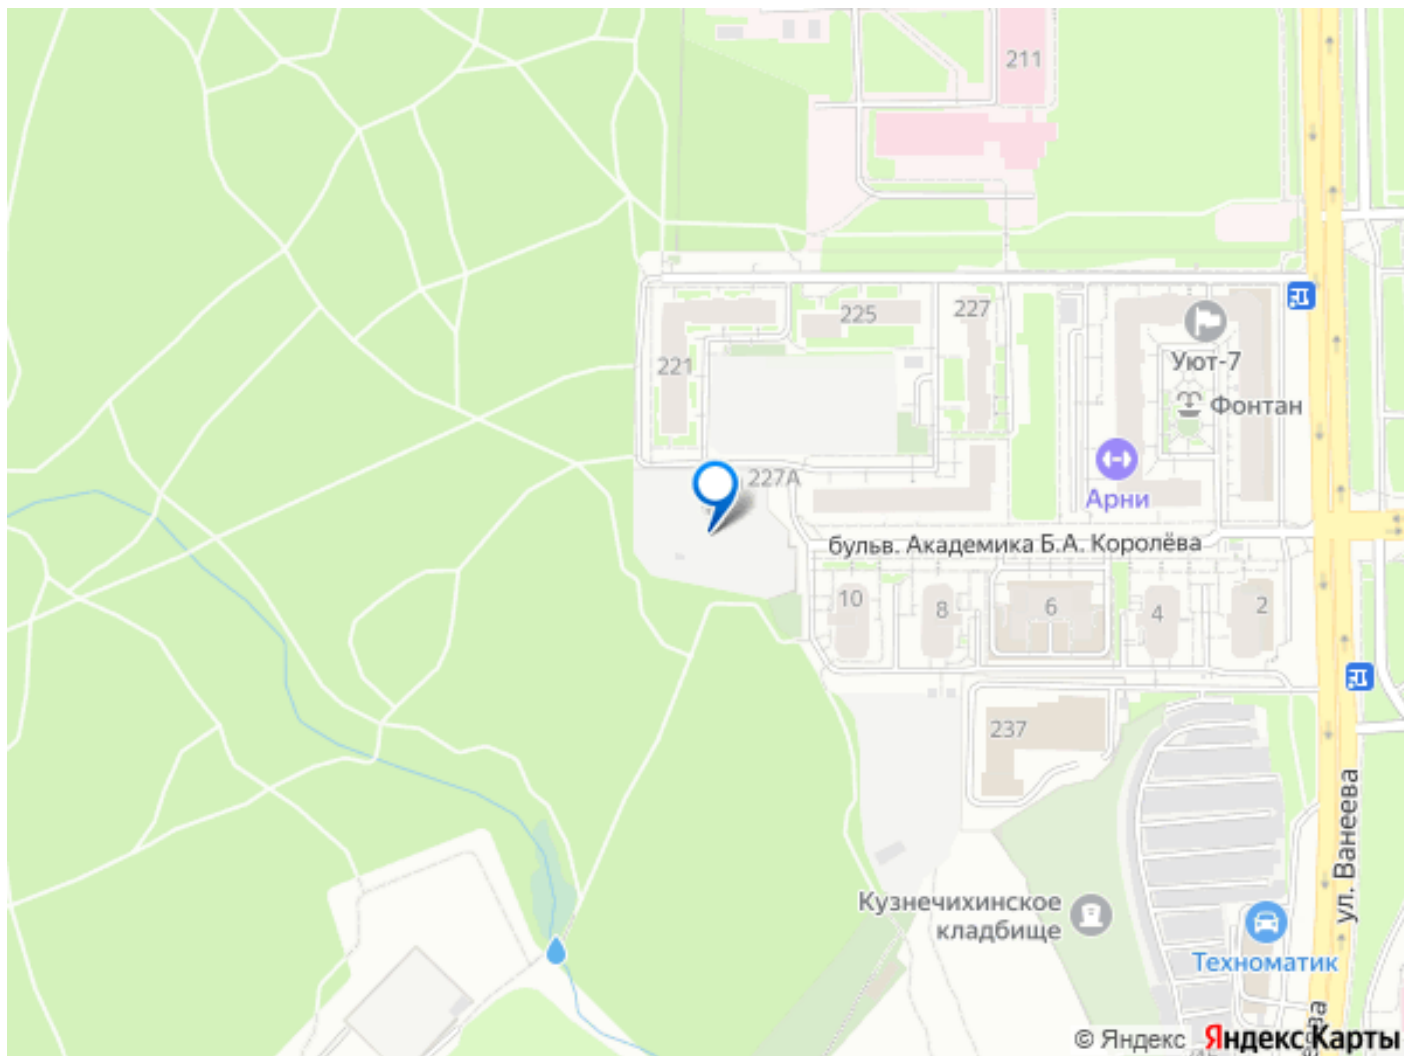 211
225
227
221
Уют-7
Фонтан
227А
Арни
бульв. Академика Б.А. Королёва
10
8
6
4
2
237
ул. Ванеева
Кузнечихинское
кладбище
Техноматик
© Яндекс Яндекс Карты